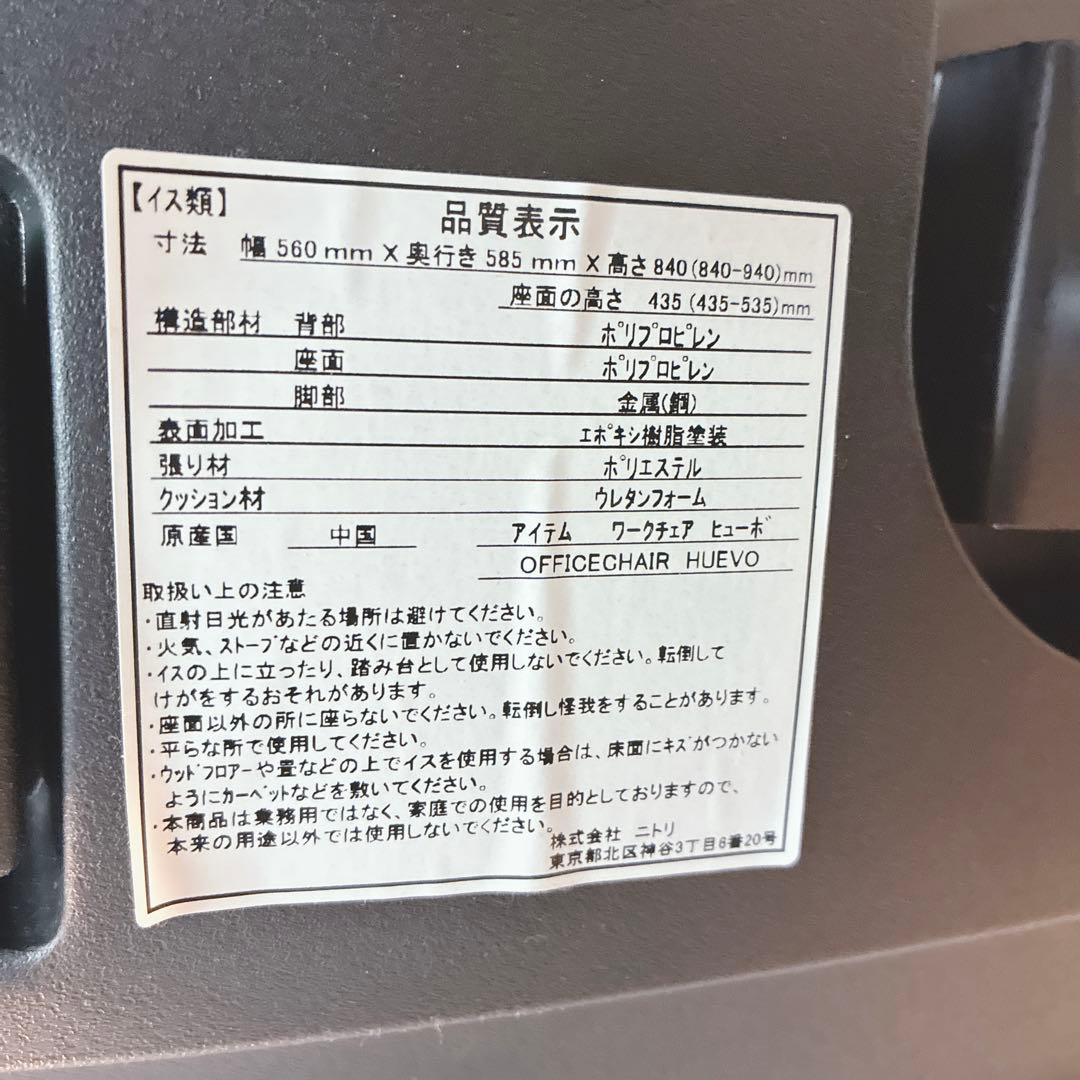 【イス類】
品質表示
寸法 幅 560 mm X 奥行き 585 mm X 高さ 840 (840-940)mm
座面の高さ 435 (435-535)mm
構造部材 背部 ポリプロピレン
座面 ポリプロピレン
脚部 金属(鋼)
表面加工 エポキシ樹脂塗装
張り材 ポリエステル
クッション材 ウレタンフォーム
原産国 中国 アイテム ワークチェア ヒューボ
OFFICECHAIR HUEVO
取扱い上の注意
・直射日光があたる場所は避けてください。
・火気、ストーブなどの近くに置かないでください。
・イスの上に立ったり、踏み台として使用しないでください。転倒して
けがをするおそれがあります。
・座面以外の所に座らないでください。転倒し怪我をすることがあります。
・平らな所で使用してください。
・ウッドフロアーや畳などの上でイスを使用する場合は、床面にキズがつかない
ようにカーペットなどを敷いてください。
・本商品は業務用ではなく、家庭での使用を目的としておりますので、
本来の用途以外では使用しないでください。
株式会社 ニトリ
東京都北区神谷3丁目6番20号